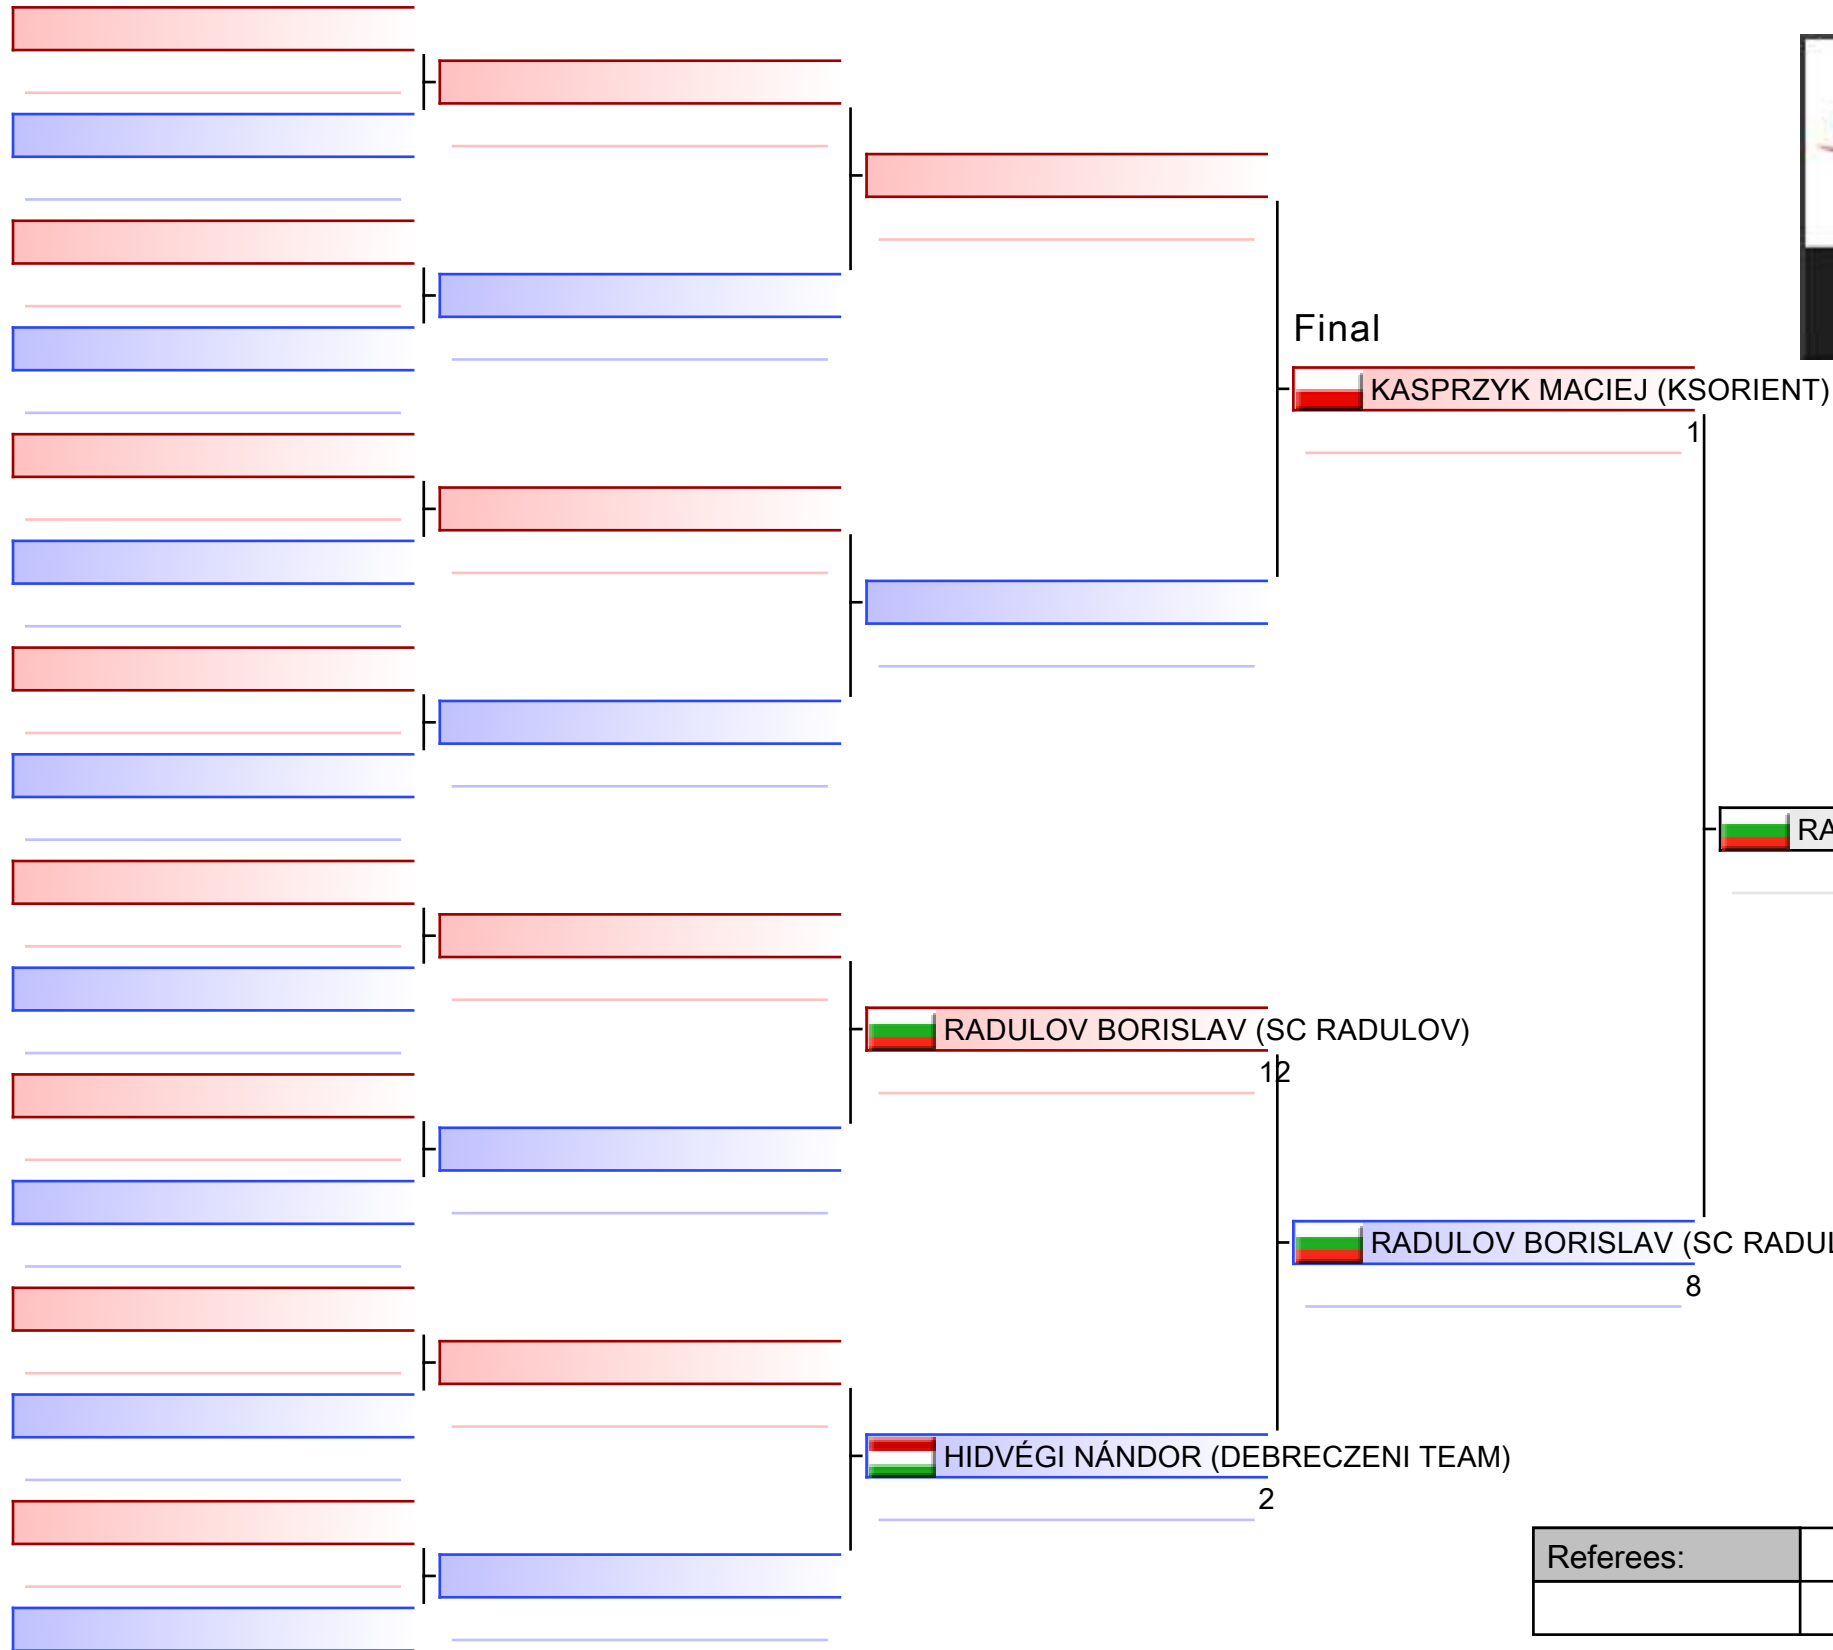 Final
KASPRZYK MACIEJ (KSORIENT)
1
RA
RADULOV BORISLAV (SC RADULOV)
12
RADULOV BORISLAV (SC RADUL
8
HIDVÉGI NÁNDOR (DEBRECZENI TEAM)
2
Referees: